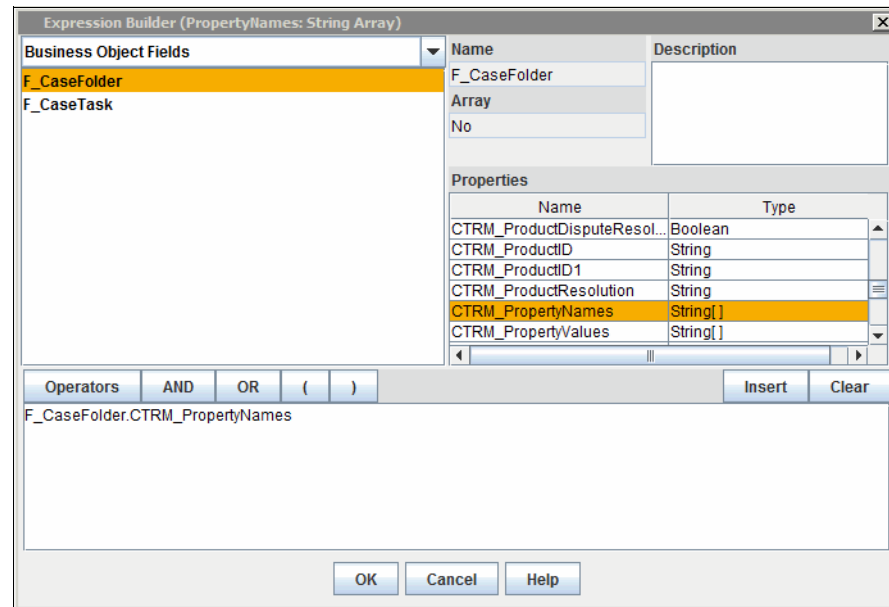 Expression Builder (PropertyNames: String Array)
Business Object Fields
F_CaseFolder
F_CaseTask
Name
F_CaseFolder
Array
No
Description
Properties
Name Type
CTRM_ProductDisputeResol... Boolean
CTRM_ProductID String
CTRM_ProductID1 String
CTRM_ProductResolution String
CTRM_PropertyNames String[]
CTRM_PropertyValues String[]
Operators AND OR ( ) Insert Clear
F_CaseFolder.CTRM_PropertyNames
OK Cancel Help